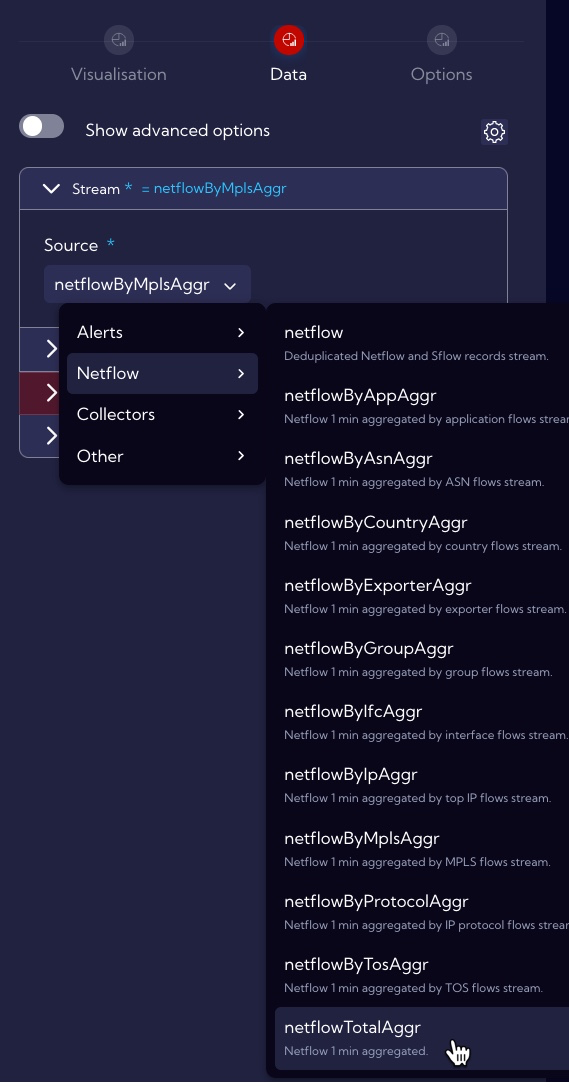 Visualisation
Data
Options
Show advanced options
Stream * = netflowByMplsAggr
Source *
netflowByMplsAggr
Alerts
Netflow
Collectors
Other
netflow
Deduplicated Netflow and Sflow records stream.
netflowByAppAggr
Netflow 1 min aggregated by application flows strea
netflowByAsnAggr
Netflow 1 min aggregated by ASN flows stream.
netflowByCountryAggr
Netflow 1 min aggregated by country flows stream.
netflowByExporterAggr
Netflow 1 min aggregated by exporter flows stream.
netflowByGroupAggr
Netflow 1 min aggregated by group flows stream.
netflowByIfcAggr
Netflow 1 min aggregated by interface flows stream.
netflowByIpAggr
Netflow 1 min aggregated by top IP flows stream.
netflowByMplsAggr
Netflow 1 min aggregated by MPLS flows stream.
netflowByProtocolAggr
Netflow 1 min aggregated by IP protocol flows strea
netflowByTosAggr
Netflow 1 min aggregated by TOS flows stream.
netflowTotalAggr
Netflow 1 min aggregated.